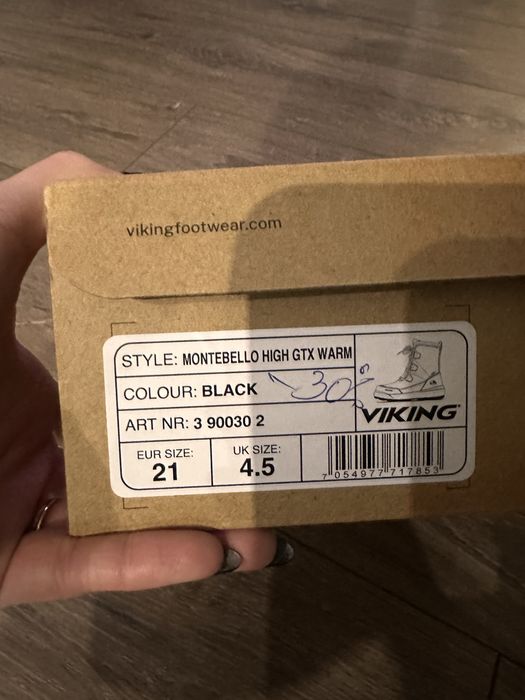 vikingfootwear.com
STYLE: MONTEBELLO HIGH GTX WARM
COLOUR: BLACK
-30%
ART NR: 3 90030 2
VIKING
EUR SIZE:
21
UK SIZE:
4.5
7 054977 717853